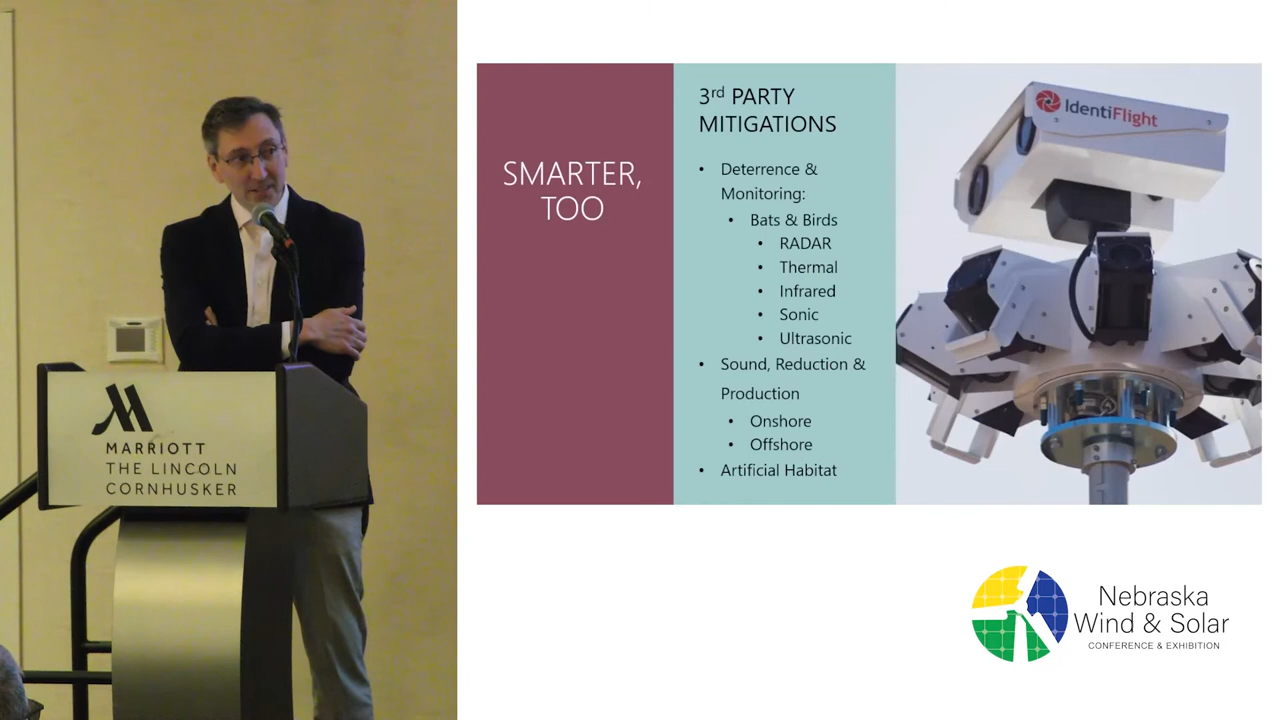 MARRIOTT
THE LINCOLN
CORNHUSKER
SMARTER,
TOO
3rd PARTY
MITIGATIONS
• Deterrence &
Monitoring:
• Bats & Birds
• RADAR
• Thermal
• Infrared
• Sonic
• Ultrasonic
• Sound, Reduction &
Production
• Onshore
• Offshore
• Artificial Habitat
IdentiFlight
Nebraska
Wind & Solar
CONFERENCE & EXHIBITION